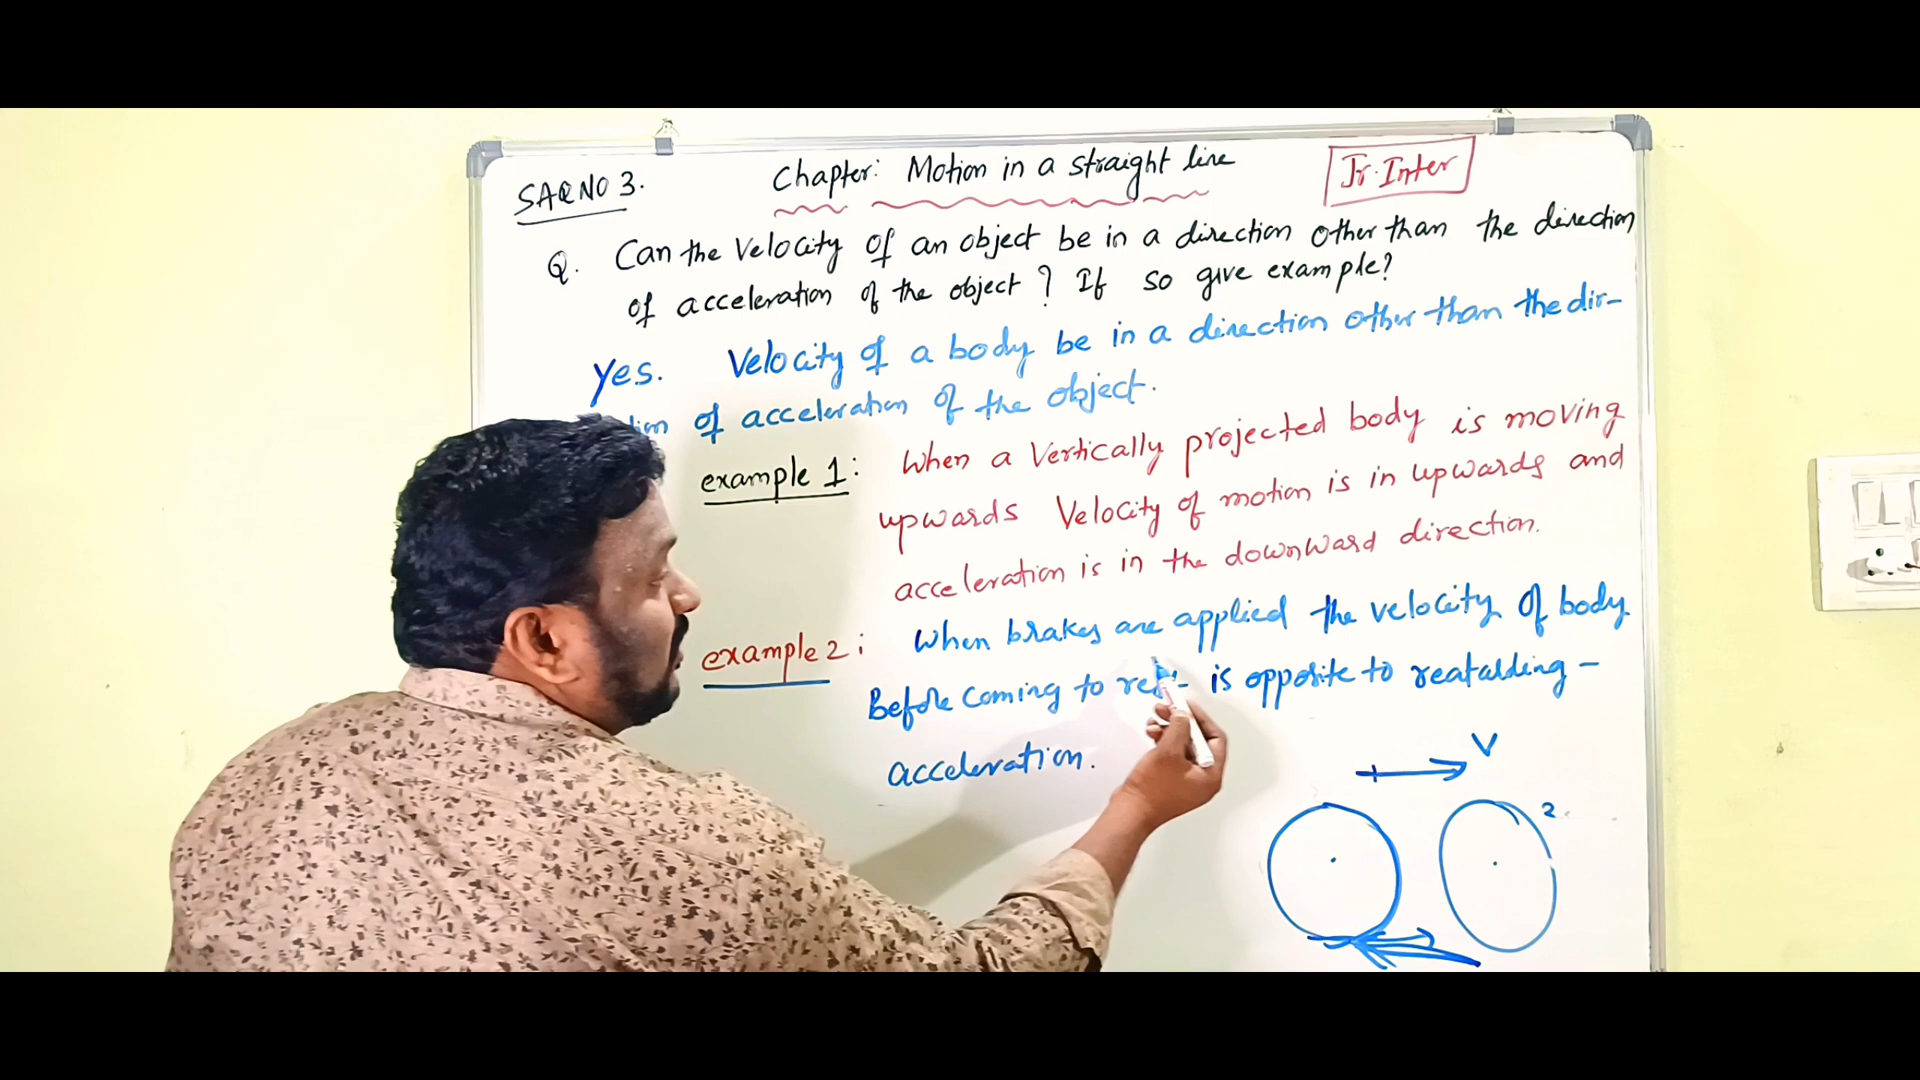 SAQ NO 3.
Chapter: Motion in a straight line
Jr. Inter
Q. Can the Velocity of an object be in a direction other than the direction
of acceleration of the object? If so give example?
Yes. Velocity of a body be in a direction other than the dir-
tion of acceleration of the object.
example 1: When a Vertically projected body is moving
upwards Velocity of motion is in upwards and
acceleration is in the downward direction.
example 2: When brakes are applied the velocity of body
Before coming to is opposite to reatarding-
acceleration.
V
2